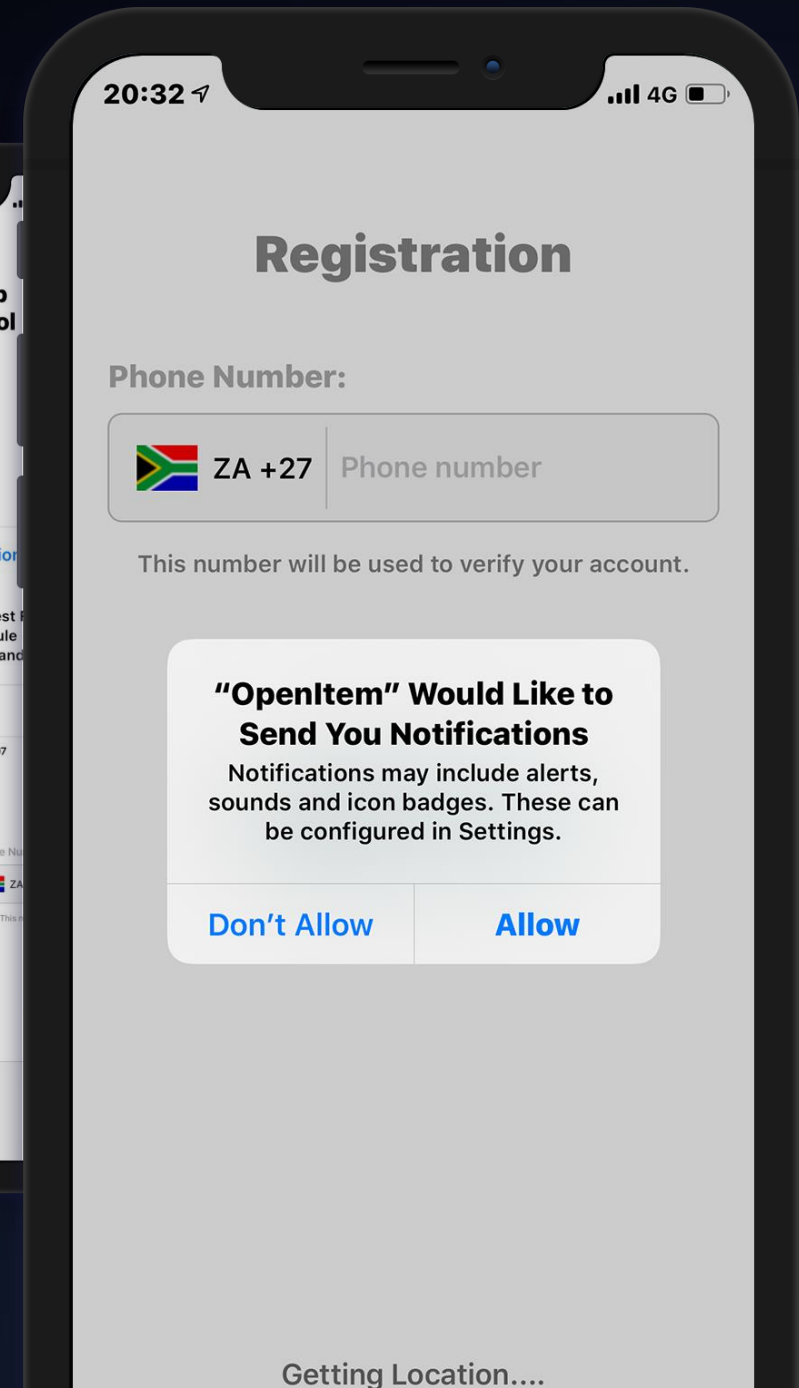 20:32
4G
Registration
Phone Number:
ZA +27
Phone number
This number will be used to verify your account.
“OpenItem” Would Like to
Send You Notifications
Notifications may include alerts,
sounds and icon badges. These can
be configured in Settings.
Don’t Allow
Allow
Getting Location....
ZA